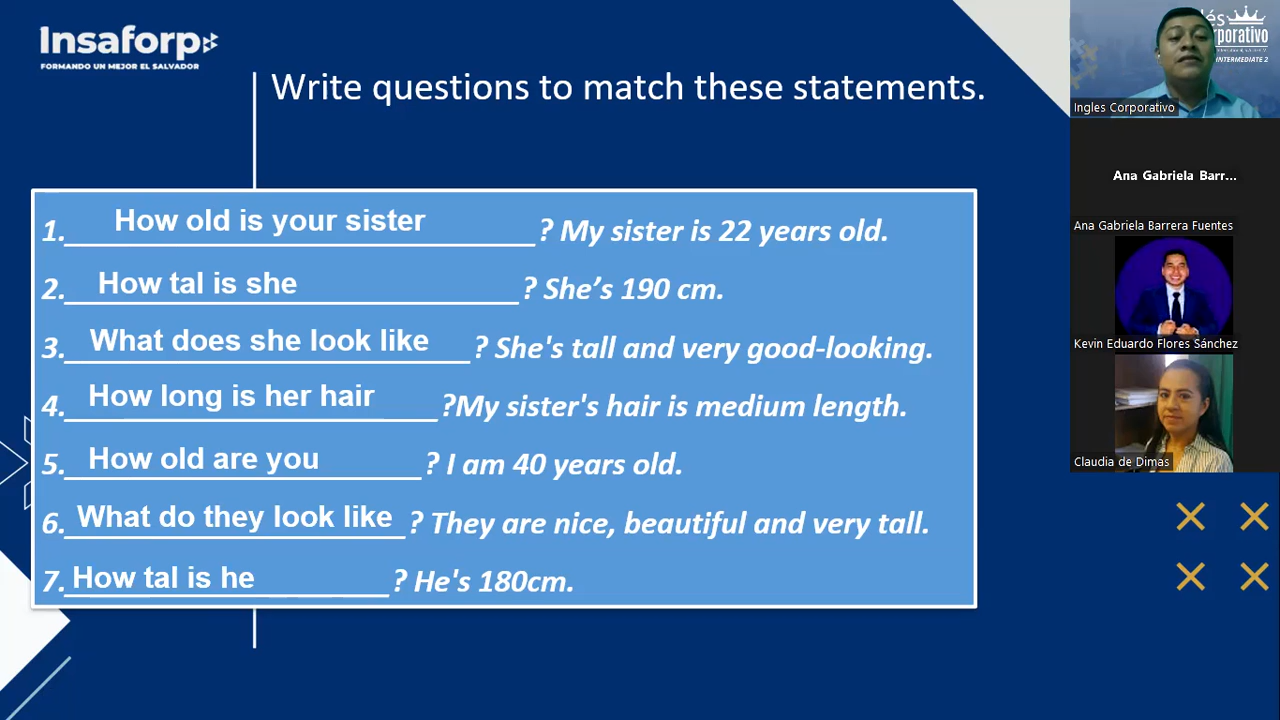 Insaforp
FORMANDO UN MEJOR EL SALVADOR
Write questions to match these statements.
1. How old is your sister ? My sister is 22 years old.
2. How tal is she ? She's 190 cm.
3. What does she look like ? She's tall and very good-looking.
4. How long is her hair ?My sister's hair is medium length.
5. How old are you ? I am 40 years old.
6. What do they look like ? They are nice, beautiful and very tall.
7. How tal is he ? He's 180cm.
INTERMEDIATE 2
Ingles Corporativo
Ana Gabriela Barr...
Ana Gabriela Barrera Fuentes
Kevin Eduardo Flores Sánchez
Claudia de Dimas